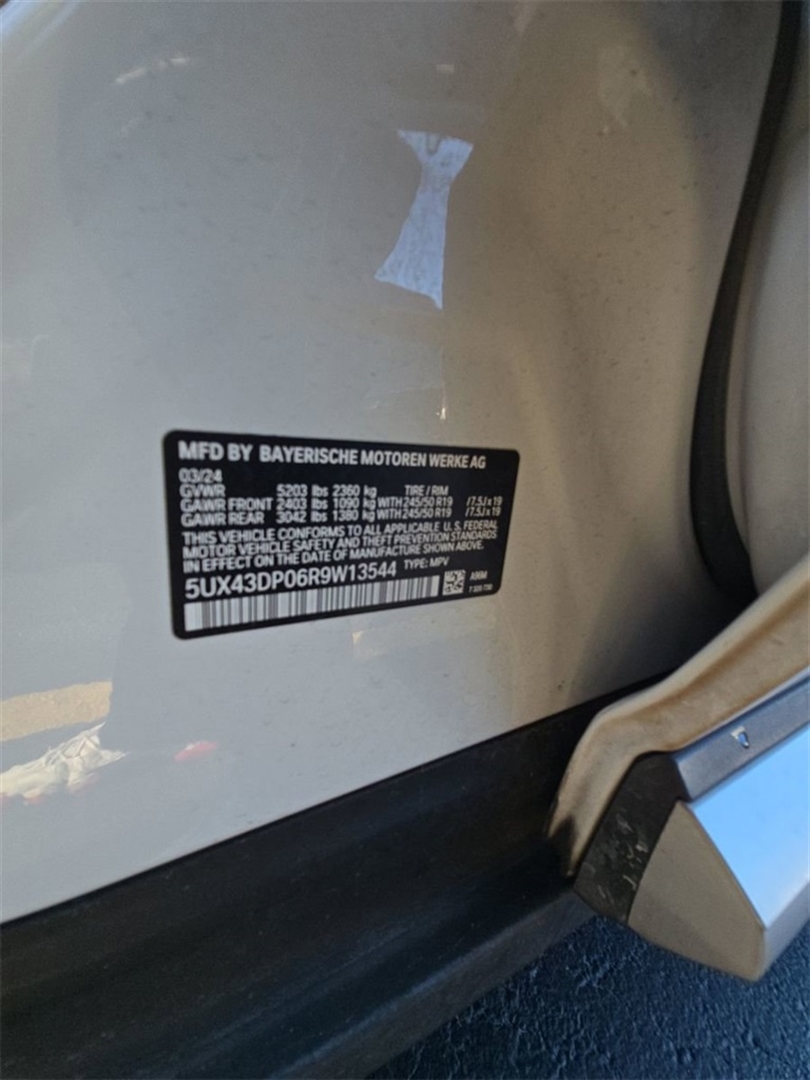 MFD BY BAYERISCHE MOTOREN WERKE AG
03/24
GVWR 5203 lbs 2360 kg TIRE / RIM
GAWR FRONT 2403 lbs 1090 kg WITH 245/50 R19 /7.5J x 19
GAWR REAR 3042 lbs 1380 kg WITH 245/50 R19 /7.5J x 19
THIS VEHICLE CONFORMS TO ALL APPLICABLE U. S. FEDERAL
MOTOR VEHICLE SAFETY AND THEFT PREVENTION STANDARDS
IN EFFECT ON THE DATE OF MANUFACTURE SHOWN ABOVE.
5UX43DP06R9W13544 TYPE: MPV